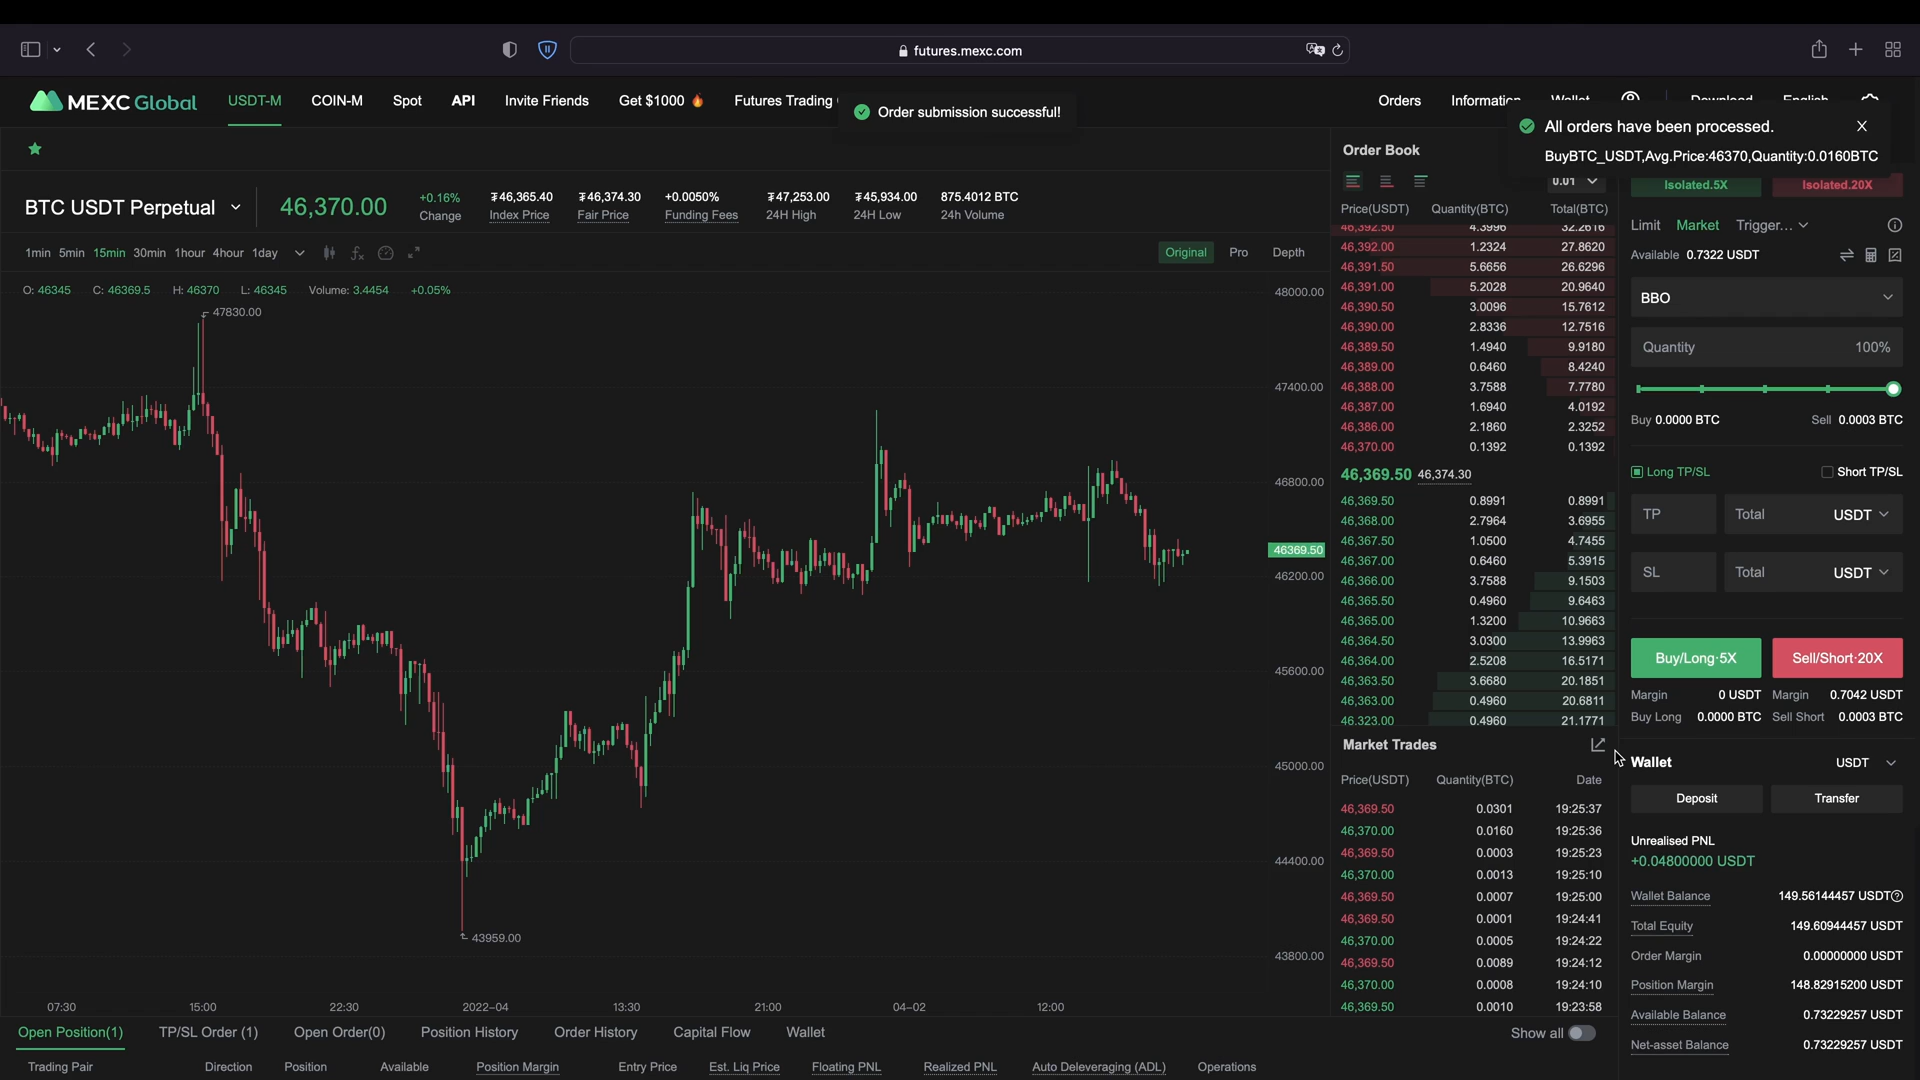 futures.mexc.com
MEXC Global USDT-M COIN-M Spot API Invite Friends Get $1000 Futures Trading Orders Information Wallet Download English
Order submission successful!
All orders have been processed.
BuyBTC_USDT,Avg.Price:46370,Quantity:0.0160BTC
BTC USDT Perpetual 46,370.00
+0.16% ₮46,365.40 ₮46,374.30 +0.0050% ₮47,253.00 ₮45,934.00 875.4012 BTC
Change Index Price Fair Price Funding Fees 24H High 24H Low 24h Volume
1min 5min 15min 30min 1hour 4hour 1day Original Pro Depth
O: 46345 C: 46369.5 H: 46370 L: 46345 Volume: 3.4454 +0.05%
47830.00
43959.00
48000.00
47400.00
46800.00
46369.50
46200.00
45600.00
45000.00
44400.00
43800.00
07:30 15:00 22:30 2022-04 13:30 21:00 04-02 12:00
Order Book
0.01
Price(USDT) Quantity(BTC) Total(BTC)
46,392.50 4.3996 32.2616
46,392.00 1.2324 27.8620
46,391.50 5.6656 26.6296
46,391.00 5.2028 20.9640
46,390.50 3.0096 15.7612
46,390.00 2.8336 12.7516
46,389.50 1.4940 9.9180
46,389.00 0.6460 8.4240
46,388.00 3.7588 7.7780
46,387.00 1.6940 4.0192
46,386.00 2.1860 2.3252
46,370.00 0.1392 0.1392
46,369.50 46,374.30
46,369.50 0.8991 0.8991
46,368.00 2.7964 3.6955
46,367.50 1.0500 4.7455
46,367.00 0.6460 5.3915
46,366.00 3.7588 9.1503
46,365.50 0.4960 9.6463
46,365.00 1.3200 10.9663
46,364.50 3.0300 13.9963
46,364.00 2.5208 16.5171
46,363.50 3.6680 20.1851
46,363.00 0.4960 20.6811
46,323.00 0.4960 21.1771
Market Trades
Price(USDT) Quantity(BTC) Date
46,369.50 0.0301 19:25:37
46,370.00 0.0160 19:25:36
46,369.50 0.0003 19:25:23
46,370.00 0.0013 19:25:10
46,369.50 0.0007 19:25:00
46,369.50 0.0001 19:24:41
46,370.00 0.0005 19:24:22
46,369.50 0.0089 19:24:12
46,370.00 0.0008 19:24:10
46,369.50 0.0010 19:23:58
Isolated.5X Isolated.20X
Limit Market Trigger...
Available 0.7322 USDT
BBO
Quantity 100%
Buy 0.0000 BTC Sell 0.0003 BTC
Long TP/SL Short TP/SL
TP Total USDT
SL Total USDT
Buy/Long·5X Sell/Short·20X
Margin 0 USDT Margin 0.7042 USDT
Buy Long 0.0000 BTC Sell Short 0.0003 BTC
Wallet USDT
Deposit Transfer
Unrealised PNL
+0.04800000 USDT
Wallet Balance 149.56144457 USDT
Total Equity 149.60944457 USDT
Order Margin 0.00000000 USDT
Position Margin 148.82915200 USDT
Available Balance 0.73229257 USDT
Net-asset Balance 0.73229257 USDT
Open Position(1) TP/SL Order (1) Open Order(0) Position History Order History Capital Flow Wallet Show all
Trading Pair Direction Position Available Position Margin Entry Price Est. Liq Price Floating PNL Realized PNL Auto Deleveraging (ADL) Operations